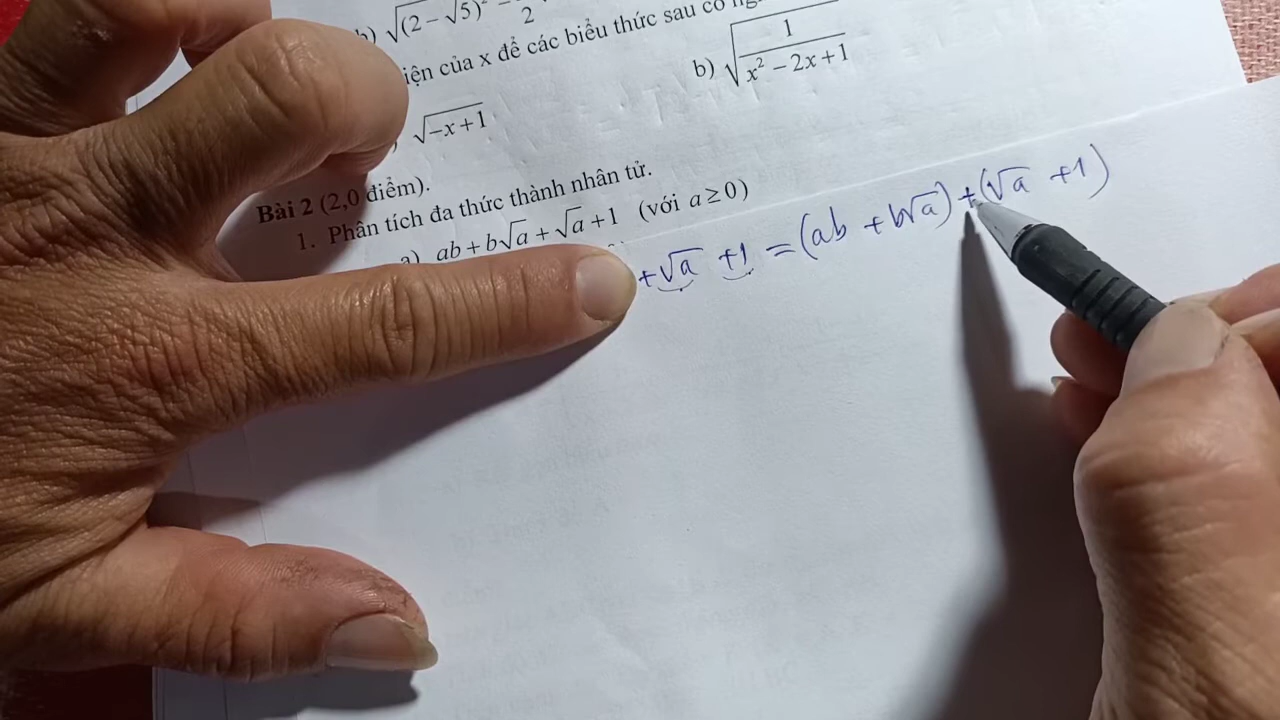 b) √(2 − √5)² − /2
iện của x để các biểu thức sau có
b) √(1/(x² − 2x + 1))
√(−x + 1)
Bài 2 (2,0 điểm).
1. Phân tích đa thức thành nhân tử.
a) ab + b√a + √a + 1 (với a ≥ 0)
+ √a + 1 = (ab + b√a) + (√a + 1)